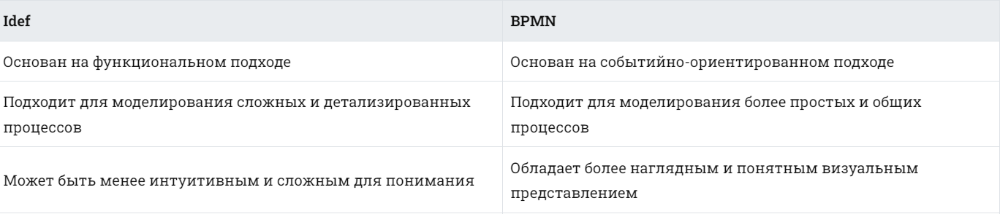 Idef
BPMN
Основан на функциональном подходе
Основан на событийно-ориентированном подходе
Подходит для моделирования сложных и детализированных
процессов
Подходит для моделирования более простых и общих
процессов
Может быть менее интуитивным и сложным для понимания
Обладает более наглядным и понятным визуальным
представлением